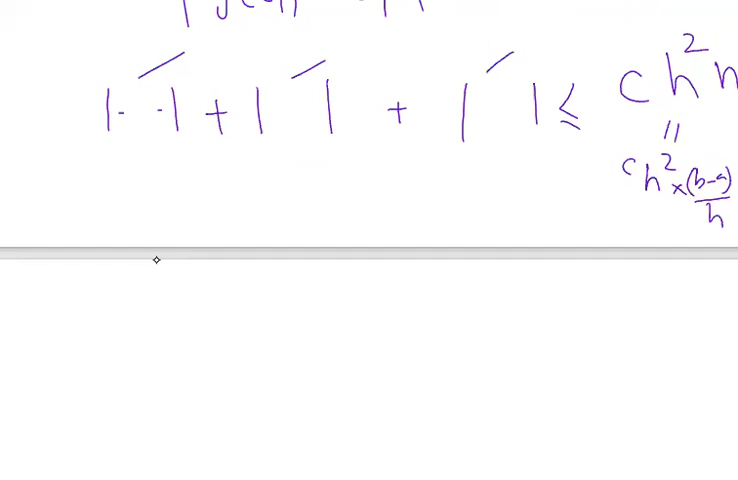 |- -| + | | + | | ≤ ch²n
||
ch² × (b-a)/h